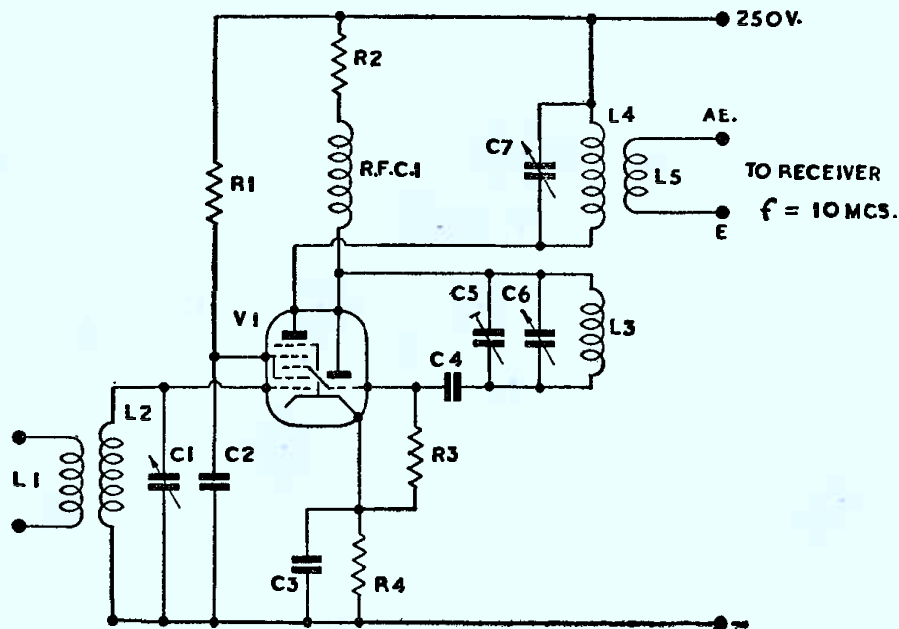 250V.
R2
L4
AE.
C7
R1
R.F.C.1
L5
TO RECEIVER
f = 10 MCS.
E
V1
C5
C6
L3
C4
L2
L1
C1
C2
R3
C3
R4